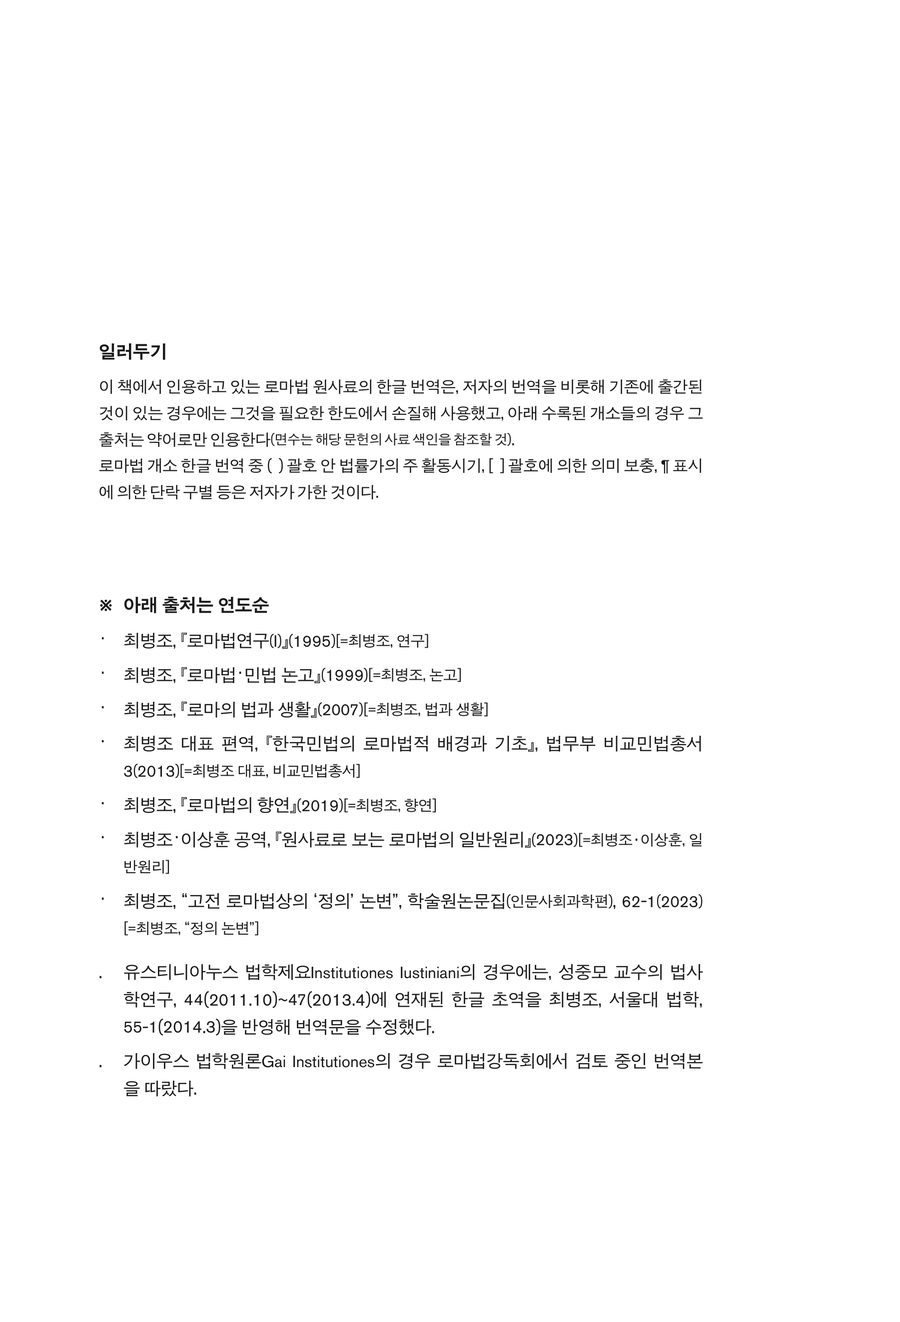 일러두기
이 책에서 인용하고 있는 로마법 원사료의 한글 번역은, 저자의 번역을 비롯해 기존에 출간된
것이 있는 경우에는 그것을 필요한 한도에서 손질해 사용했고, 아래 수록된 개소들의 경우 그
출처는 약어로만 인용한다(면수는 해당 문헌의 사료 색인을 참조할 것).
로마법 개소 한글 번역 중 ( ) 괄호 안 법률가의 주 활동시기, [ ] 괄호에 의한 의미 보충, ¶ 표시
에 의한 단락 구별 등은 저자가 가한 것이다.
※ 아래 출처는 연도순
· 최병조, 『로마법연구(I)』(1995)[=최병조, 연구]
· 최병조, 『로마법·민법 논고』(1999)[=최병조, 논고]
· 최병조, 『로마의 법과 생활』(2007)[=최병조, 법과 생활]
· 최병조 대표 편역, 『한국민법의 로마법적 배경과 기초』, 법무부 비교민법총서
3(2013)[=최병조 대표, 비교민법총서]
· 최병조, 『로마법의 향연』(2019)[=최병조, 향연]
· 최병조·이상훈 공역, 『원사료로 보는 로마법의 일반원리』(2023)[=최병조·이상훈, 일
반원리]
· 최병조, “고전 로마법상의 ‘정의’ 논변”, 학술원논문집(인문사회과학편), 62-1(2023)
[=최병조, “정의 논변”]
. 유스티니아누스 법학제요Institutiones Iustiniani의 경우에는, 성중모 교수의 법사
학연구, 44(2011.10)~47(2013.4)에 연재된 한글 초역을 최병조, 서울대 법학,
55-1(2014.3)을 반영해 번역문을 수정했다.
. 가이우스 법학원론Gai Institutiones의 경우 로마법강독회에서 검토 중인 번역본
을 따랐다.